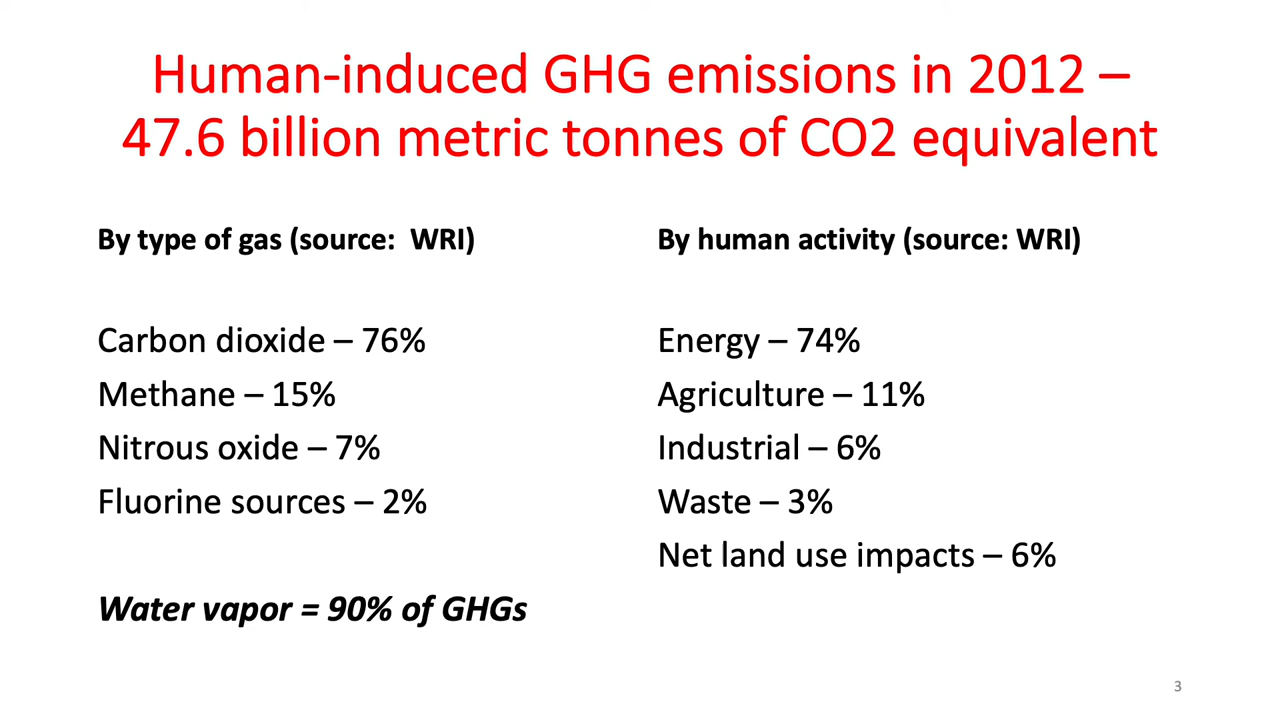 Human-induced GHG emissions in 2012 –
47.6 billion metric tonnes of CO2 equivalent
By type of gas (source:  WRI)
Carbon dioxide – 76%
Methane – 15%
Nitrous oxide – 7%
Fluorine sources – 2%
Water vapor = 90% of GHGs
By human activity (source: WRI)
Energy – 74%
Agriculture – 11%
Industrial – 6%
Waste – 3%
Net land use impacts – 6%
3